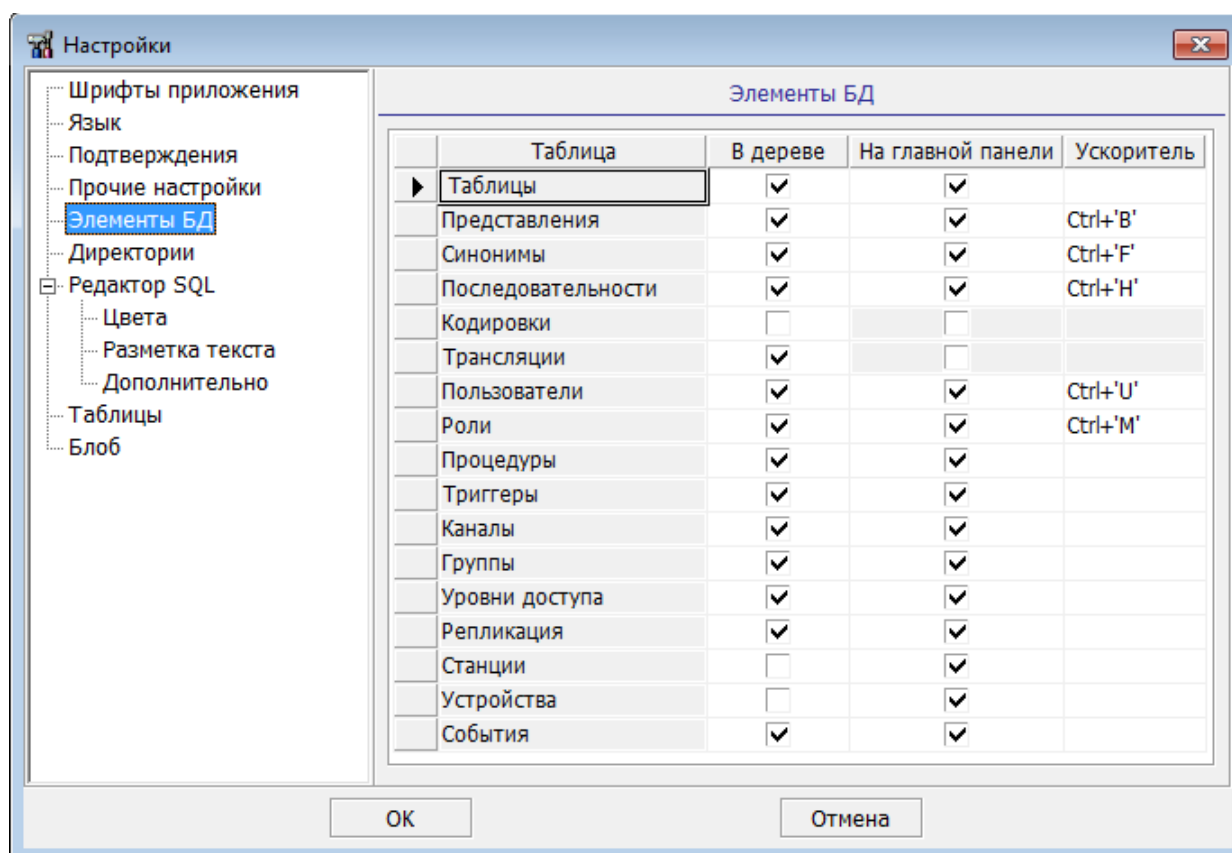 Настройки
Шрифты приложения
Язык
Подтверждения
Прочие настройки
Элементы БД
Директории
Редактор SQL
Цвета
Разметка текста
Дополнительно
Таблицы
Блоб
Элементы БД
Таблица В дереве На главной панели Ускоритель
Таблицы
Представления Ctrl+'B'
Синонимы Ctrl+'F'
Последовательности Ctrl+'H'
Кодировки
Трансляции
Пользователи Ctrl+'U'
Роли Ctrl+'M'
Процедуры
Триггеры
Каналы
Группы
Уровни доступа
Репликация
Станции
Устройства
События
OK Отмена